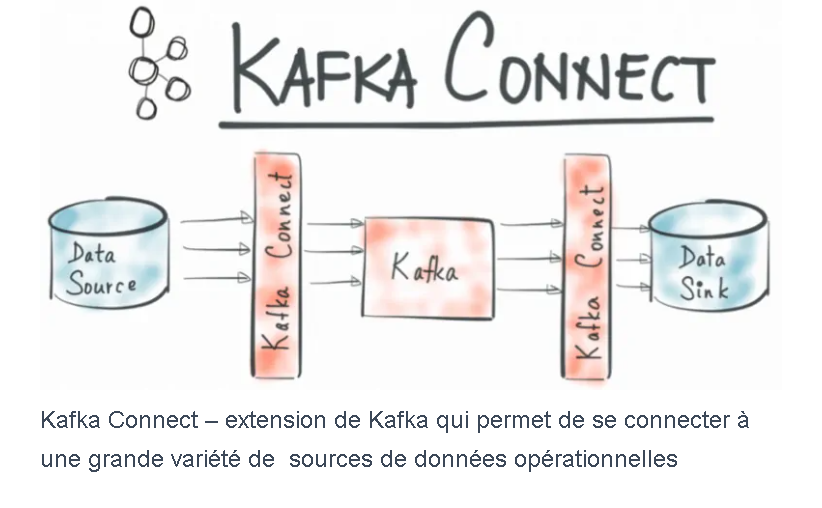 KAFKA CONNECT
Data
Source
Kafka Connect
Kafka
Kafka Connect
Data
Sink
Kafka Connect – extension de Kafka qui permet de se connecter à
une grande variété de  sources de données opérationnelles